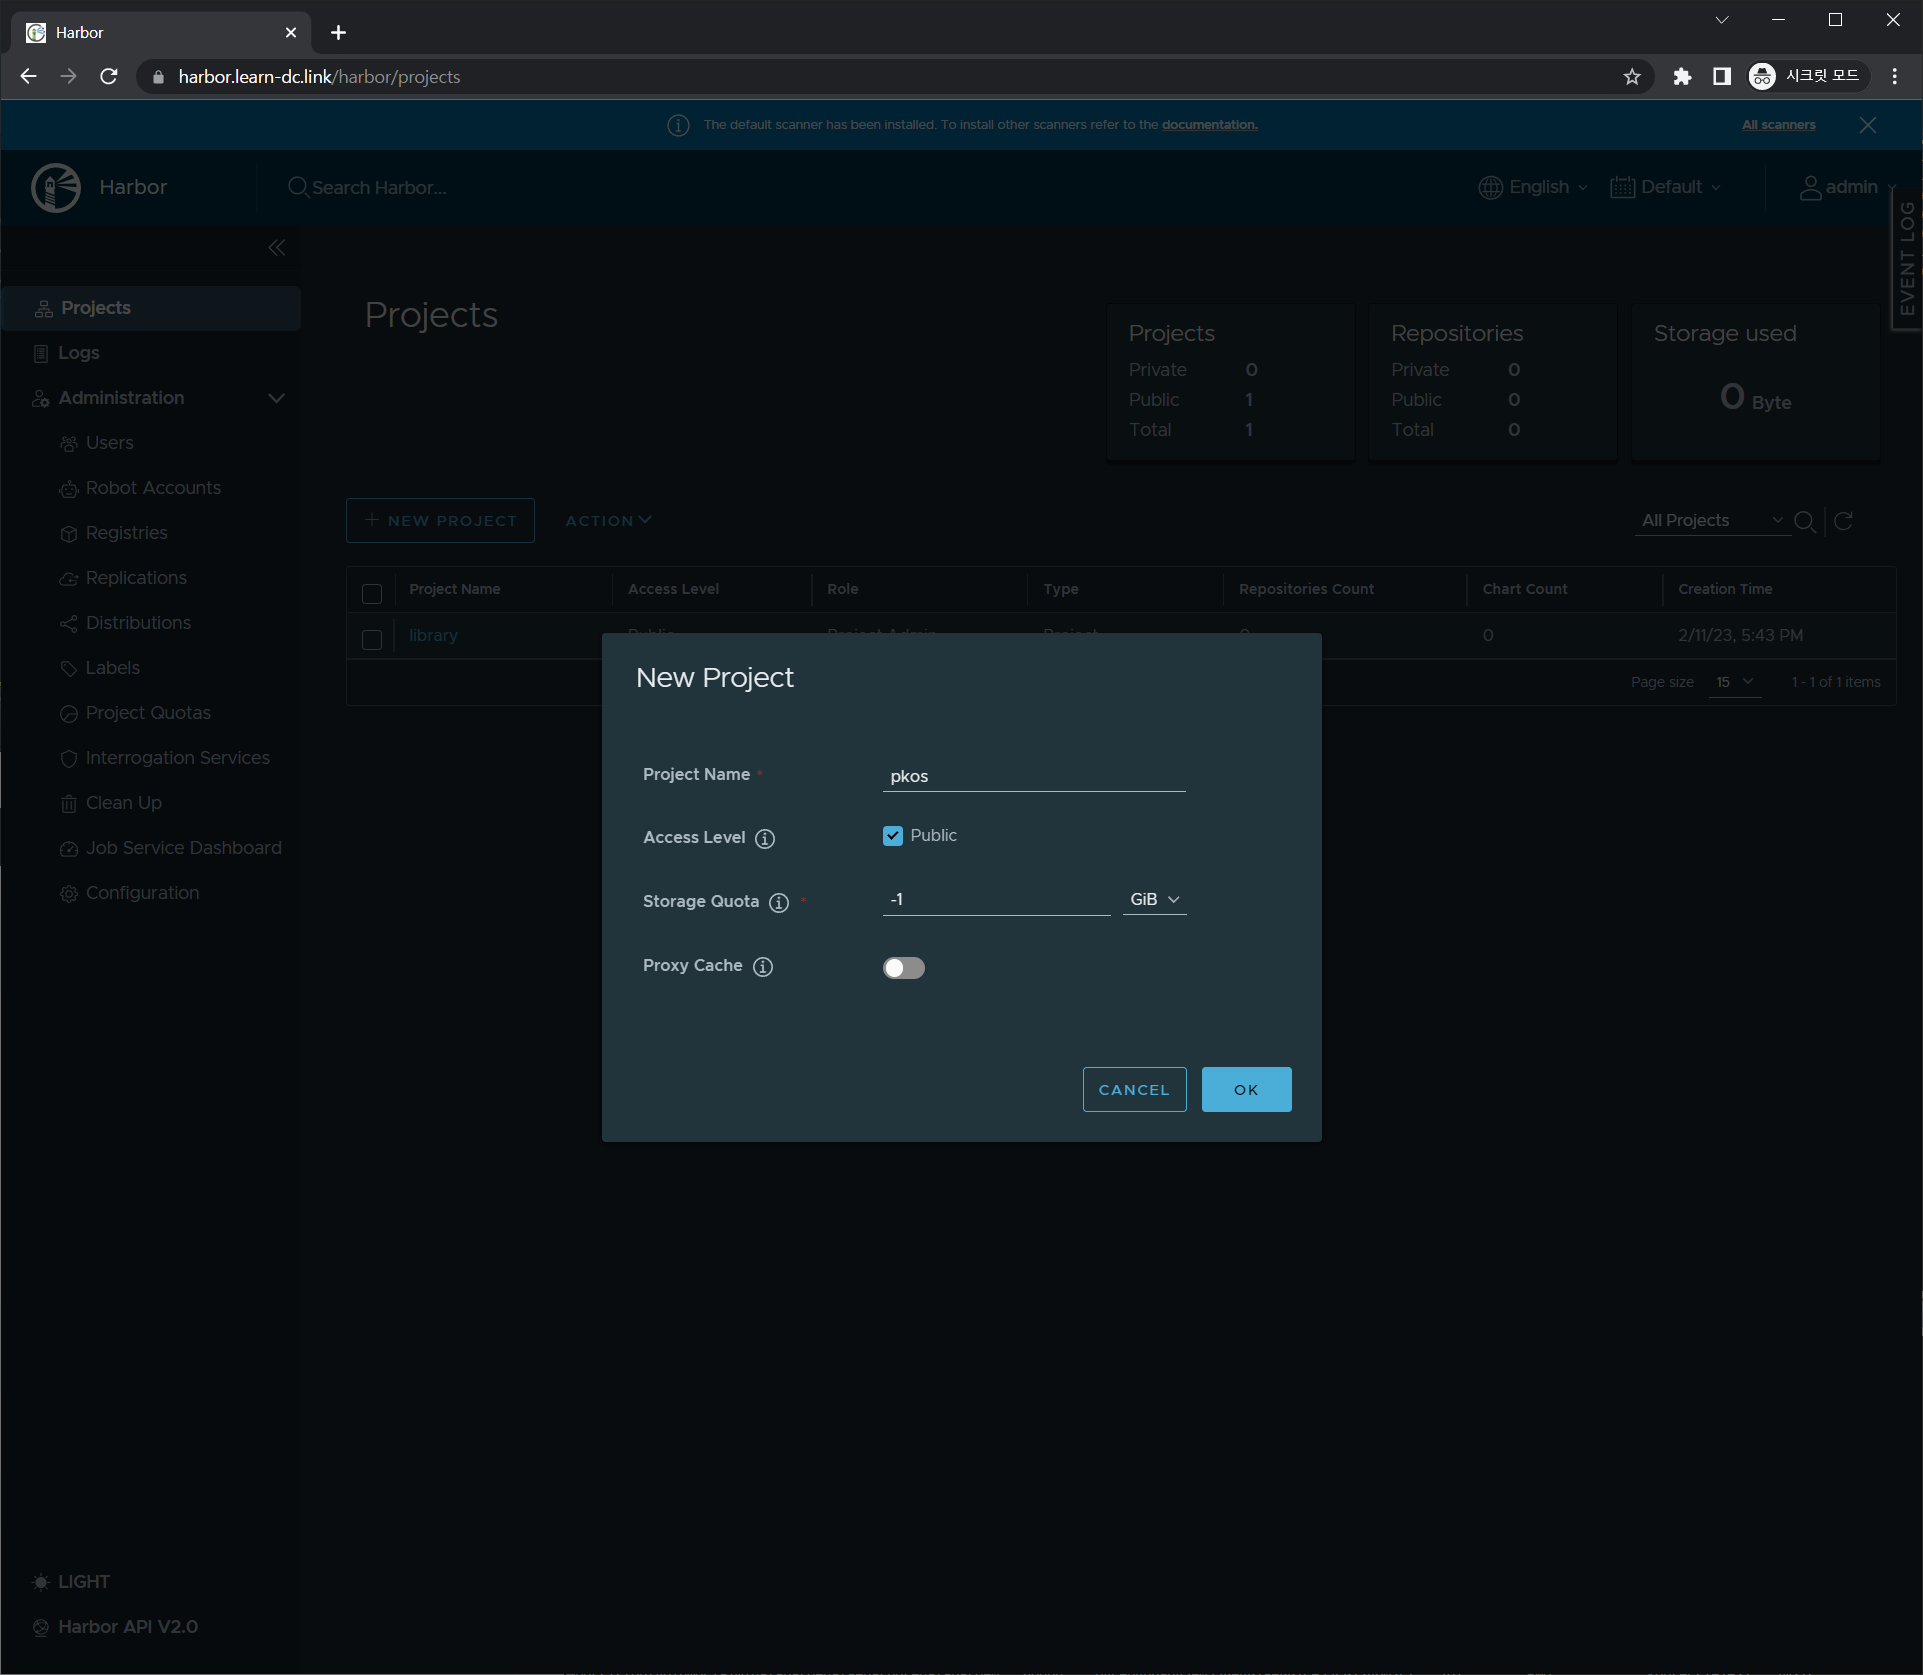 Harbor
harbor.learn-dc.link/harbor/projects
시크릿 모드
The default scanner has been installed. To install other scanners refer to the documentation.
All scanners
Harbor
Search Harbor...
English
Default
admin
EVENT LOG
Projects
Logs
Administration
Users
Robot Accounts
Registries
Replications
Distributions
Labels
Project Quotas
Interrogation Services
Clean Up
Job Service Dashboard
Configuration
LIGHT
Harbor API V2.0
Projects
Projects
Private 0
Public 1
Total 1
Repositories
Private 0
Public 0
Total 0
Storage used
0 Byte
NEW PROJECT
ACTION
All Projects
Project Name Access Level Role Type Repositories Count Chart Count Creation Time
library Public Project Admin Project 0 0 2/11/23, 5:43 PM
Page size 15 1 - 1 of 1 items
New Project
Project Name * pkos
Access Level Public
Storage Quota * -1 GiB
Proxy Cache
CANCEL
OK